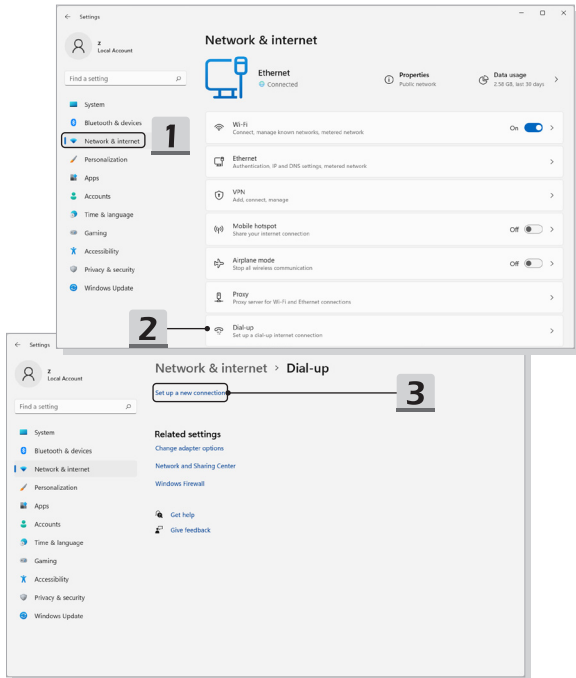 ← Settings
z
Local Account
Find a setting
System
Bluetooth & devices
Network & internet
Personalization
Apps
Accounts
Time & language
Gaming
Accessibility
Privacy & security
Windows Update
1
Network & internet
Ethernet
Connected
Properties
Public network
Data usage
2.58 GB, last 30 days
Wi-Fi
Connect, manage known networks, metered network
On
Ethernet
Authentication, IP and DNS settings, metered network
VPN
Add, connect, manage
Mobile hotspot
Share your internet connection
Off
Airplane mode
Stop all wireless communication
Off
Proxy
Proxy server for Wi-Fi and Ethernet connections
2
Dial-up
Set up a dial-up internet connection
← Settings
z
Local Account
Find a setting
System
Bluetooth & devices
Network & internet
Personalization
Apps
Accounts
Time & language
Gaming
Accessibility
Privacy & security
Windows Update
Network & internet > Dial-up
Set up a new connection
3
Related settings
Change adapter options
Network and Sharing Center
Windows Firewall
Get help
Give feedback